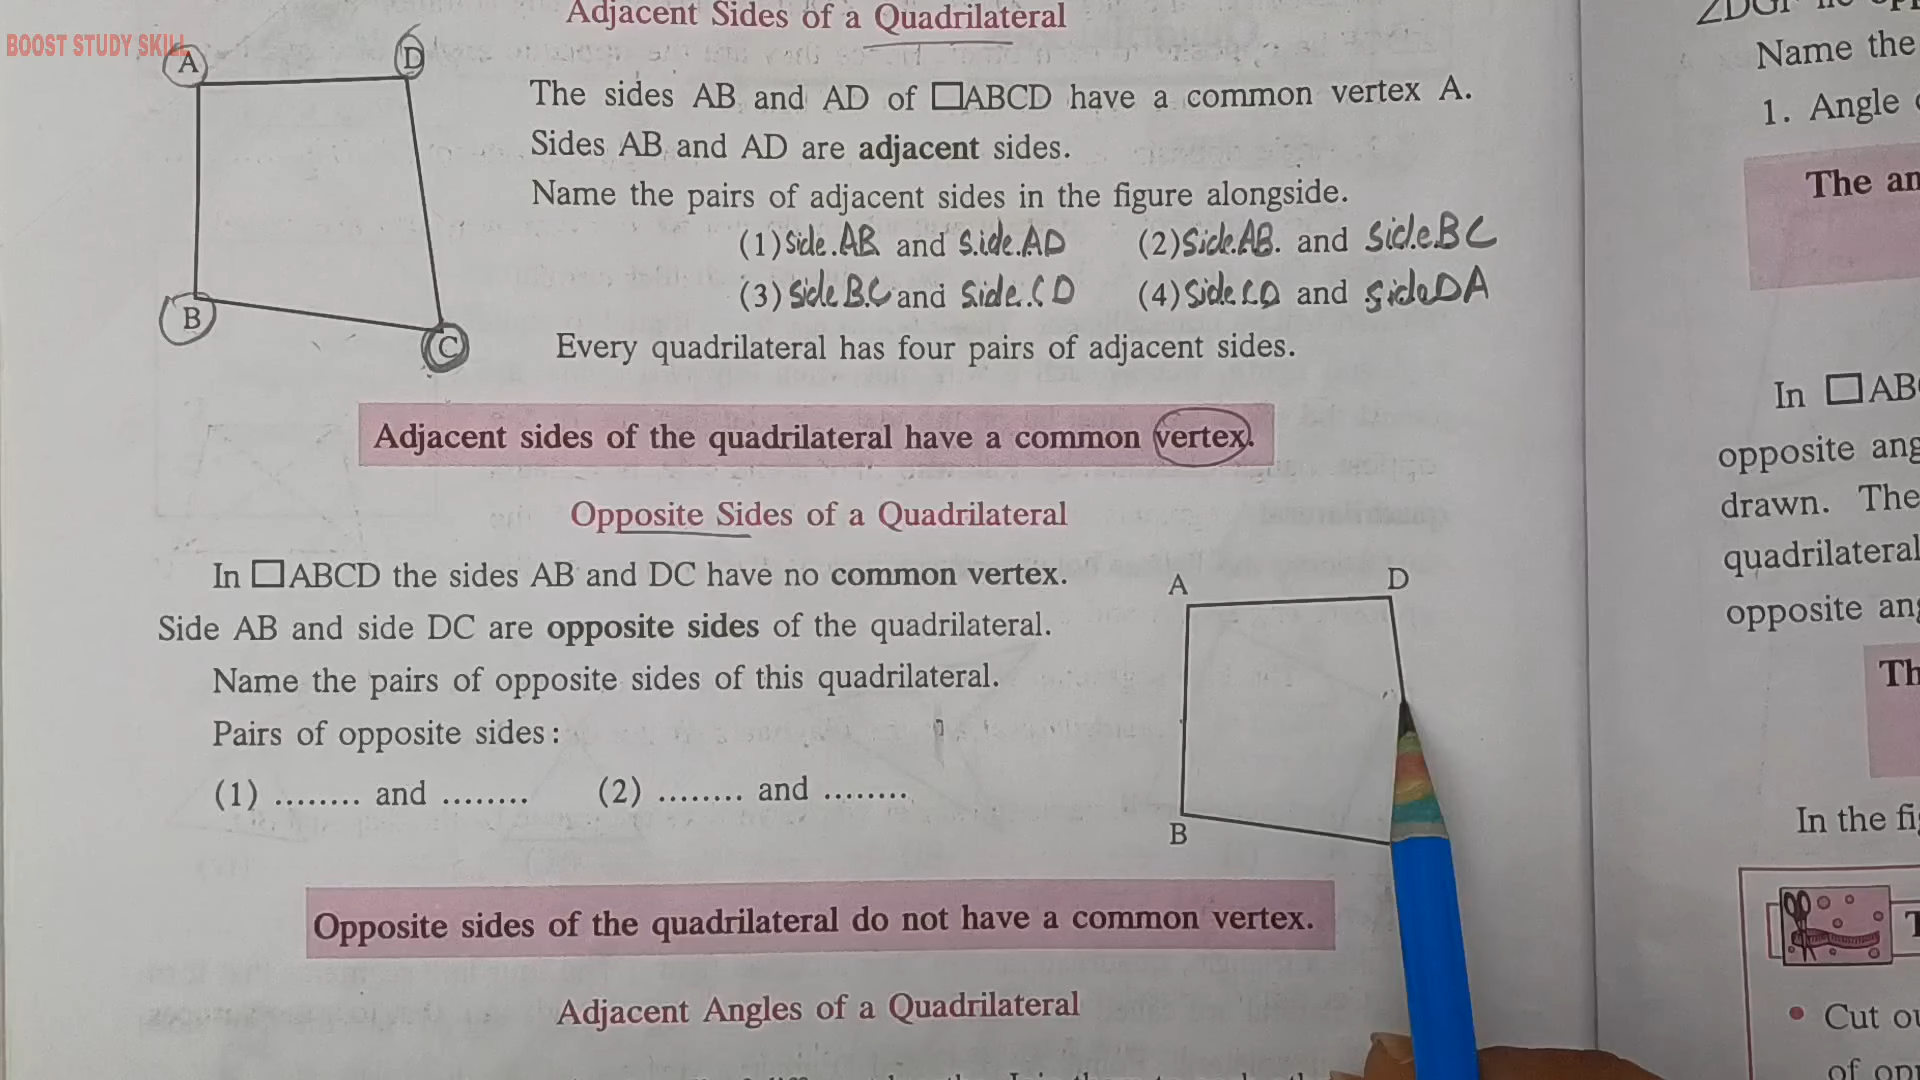 BOOST STUDY SKILL
Adjacent Sides of a Quadrilateral
A
D
B
C
The sides AB and AD of □ABCD have a common vertex A.
Sides AB and AD are adjacent sides.
Name the pairs of adjacent sides in the figure alongside.
(1) Side.AB and Side.AD (2) Side.AB. and Side.BC
(3) Side B.C and Side.CD (4) Side.CD and Side DA
Every quadrilateral has four pairs of adjacent sides.
Adjacent sides of the quadrilateral have a common vertex.
Opposite Sides of a Quadrilateral
In □ABCD the sides AB and DC have no common vertex.
Side AB and side DC are opposite sides of the quadrilateral.
Name the pairs of opposite sides of this quadrilateral.
Pairs of opposite sides:
(1) ........ and ........ (2) ........ and ........
A
D
B
Opposite sides of the quadrilateral do not have a common vertex.
Adjacent Angles of a Quadrilateral
Name the
1. Angle
The
In □AB
opposite
drawn. The
quadrilateral
opposite
In the
• Cut
of